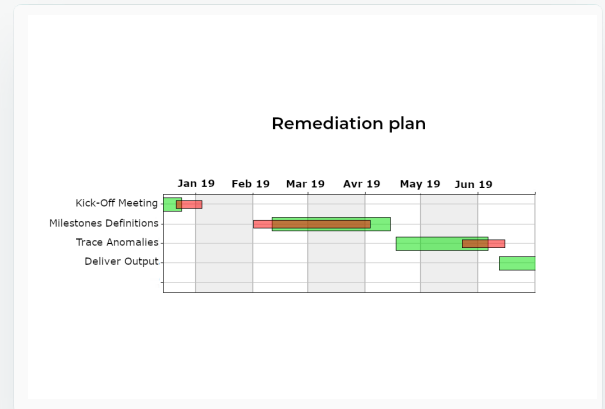 Remediation plan
Jan 19 Feb 19 Mar 19 Avr 19 May 19 Jun 19
Kick-Off Meeting
Milestones Definitions
Trace Anomalies
Deliver Output